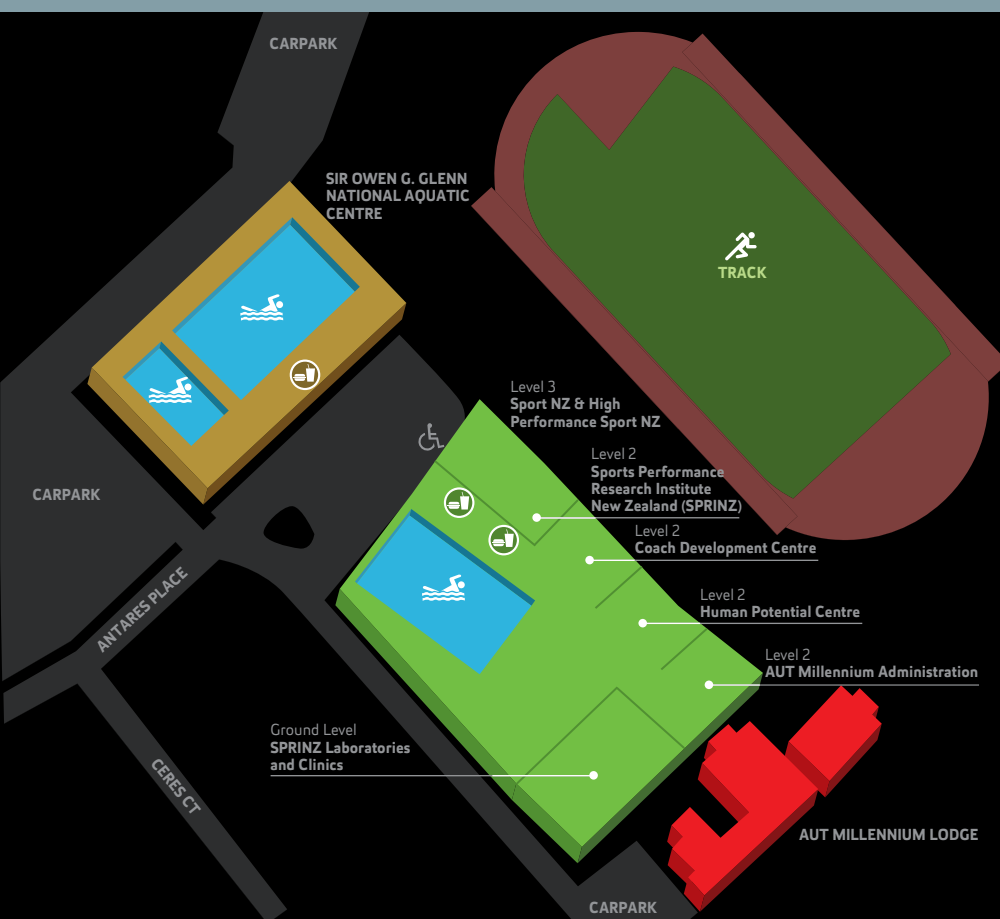 CARPARK
SIR OWEN G. GLENN
NATIONAL AQUATIC
CENTRE
TRACK
Level 3
Sport NZ & High
Performance Sport NZ
Level 2
Sports Performance
Research Institute
New Zealand (SPRINZ)
CARPARK
Level 2
Coach Development Centre
ANTARES PLACE
Level 2
Human Potential Centre
Level 2
AUT Millennium Administration
Ground Level
SPRINZ Laboratories
and Clinics
CERES CT
AUT MILLENNIUM LODGE
CARPARK